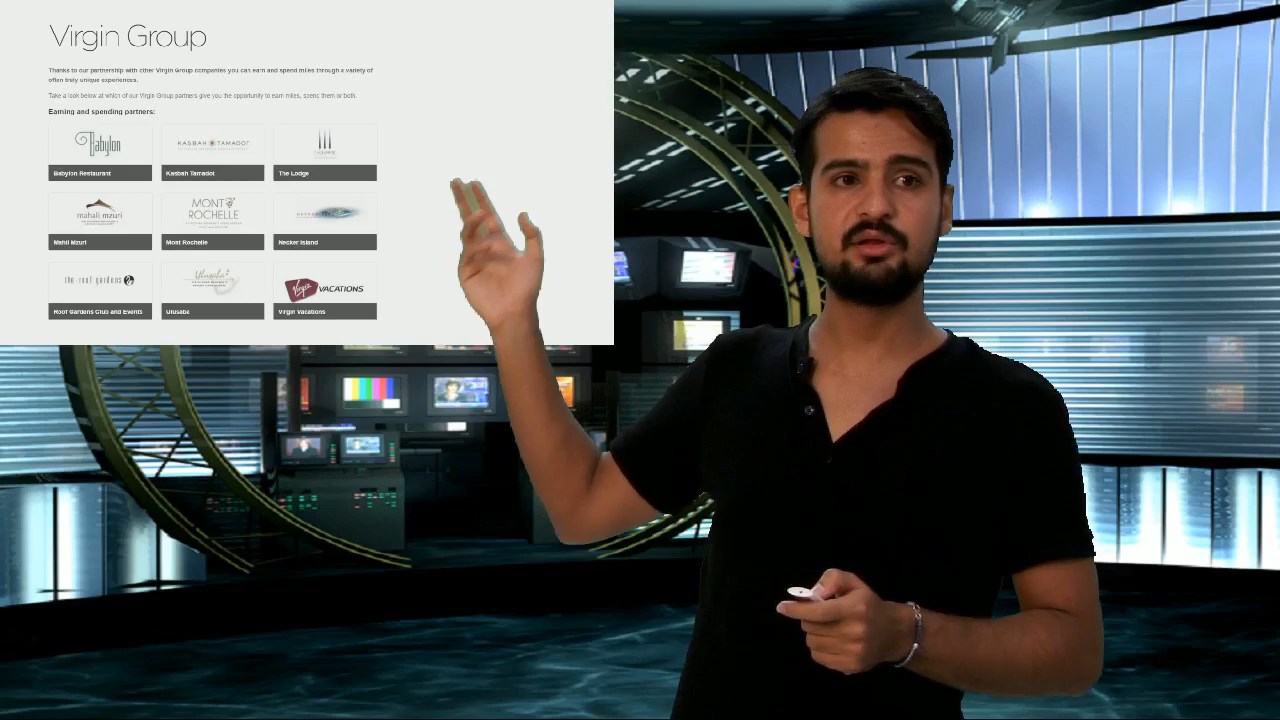 Virgin Group
Thanks to our partnership with other Virgin Group companies you can earn and spend miles through a variety of
often truly unique experiences.
Take a look below at which of our Virgin Group partners give you the opportunity to earn miles, spend them or both.
Earning and spending partners:
Babylon
KASBAH TAMADOT
Babylon Restaurant
Kasbah Tamadot
The Lodge
mahali mzuri
MONT
ROCHELLE
Mahli Mzuri
Mont Rochelle
Necker Island
the roof gardens
Ulusaba
Virgin VACATIONS
Roof Gardens Club and Events
Ulusaba
Virgin Vacations